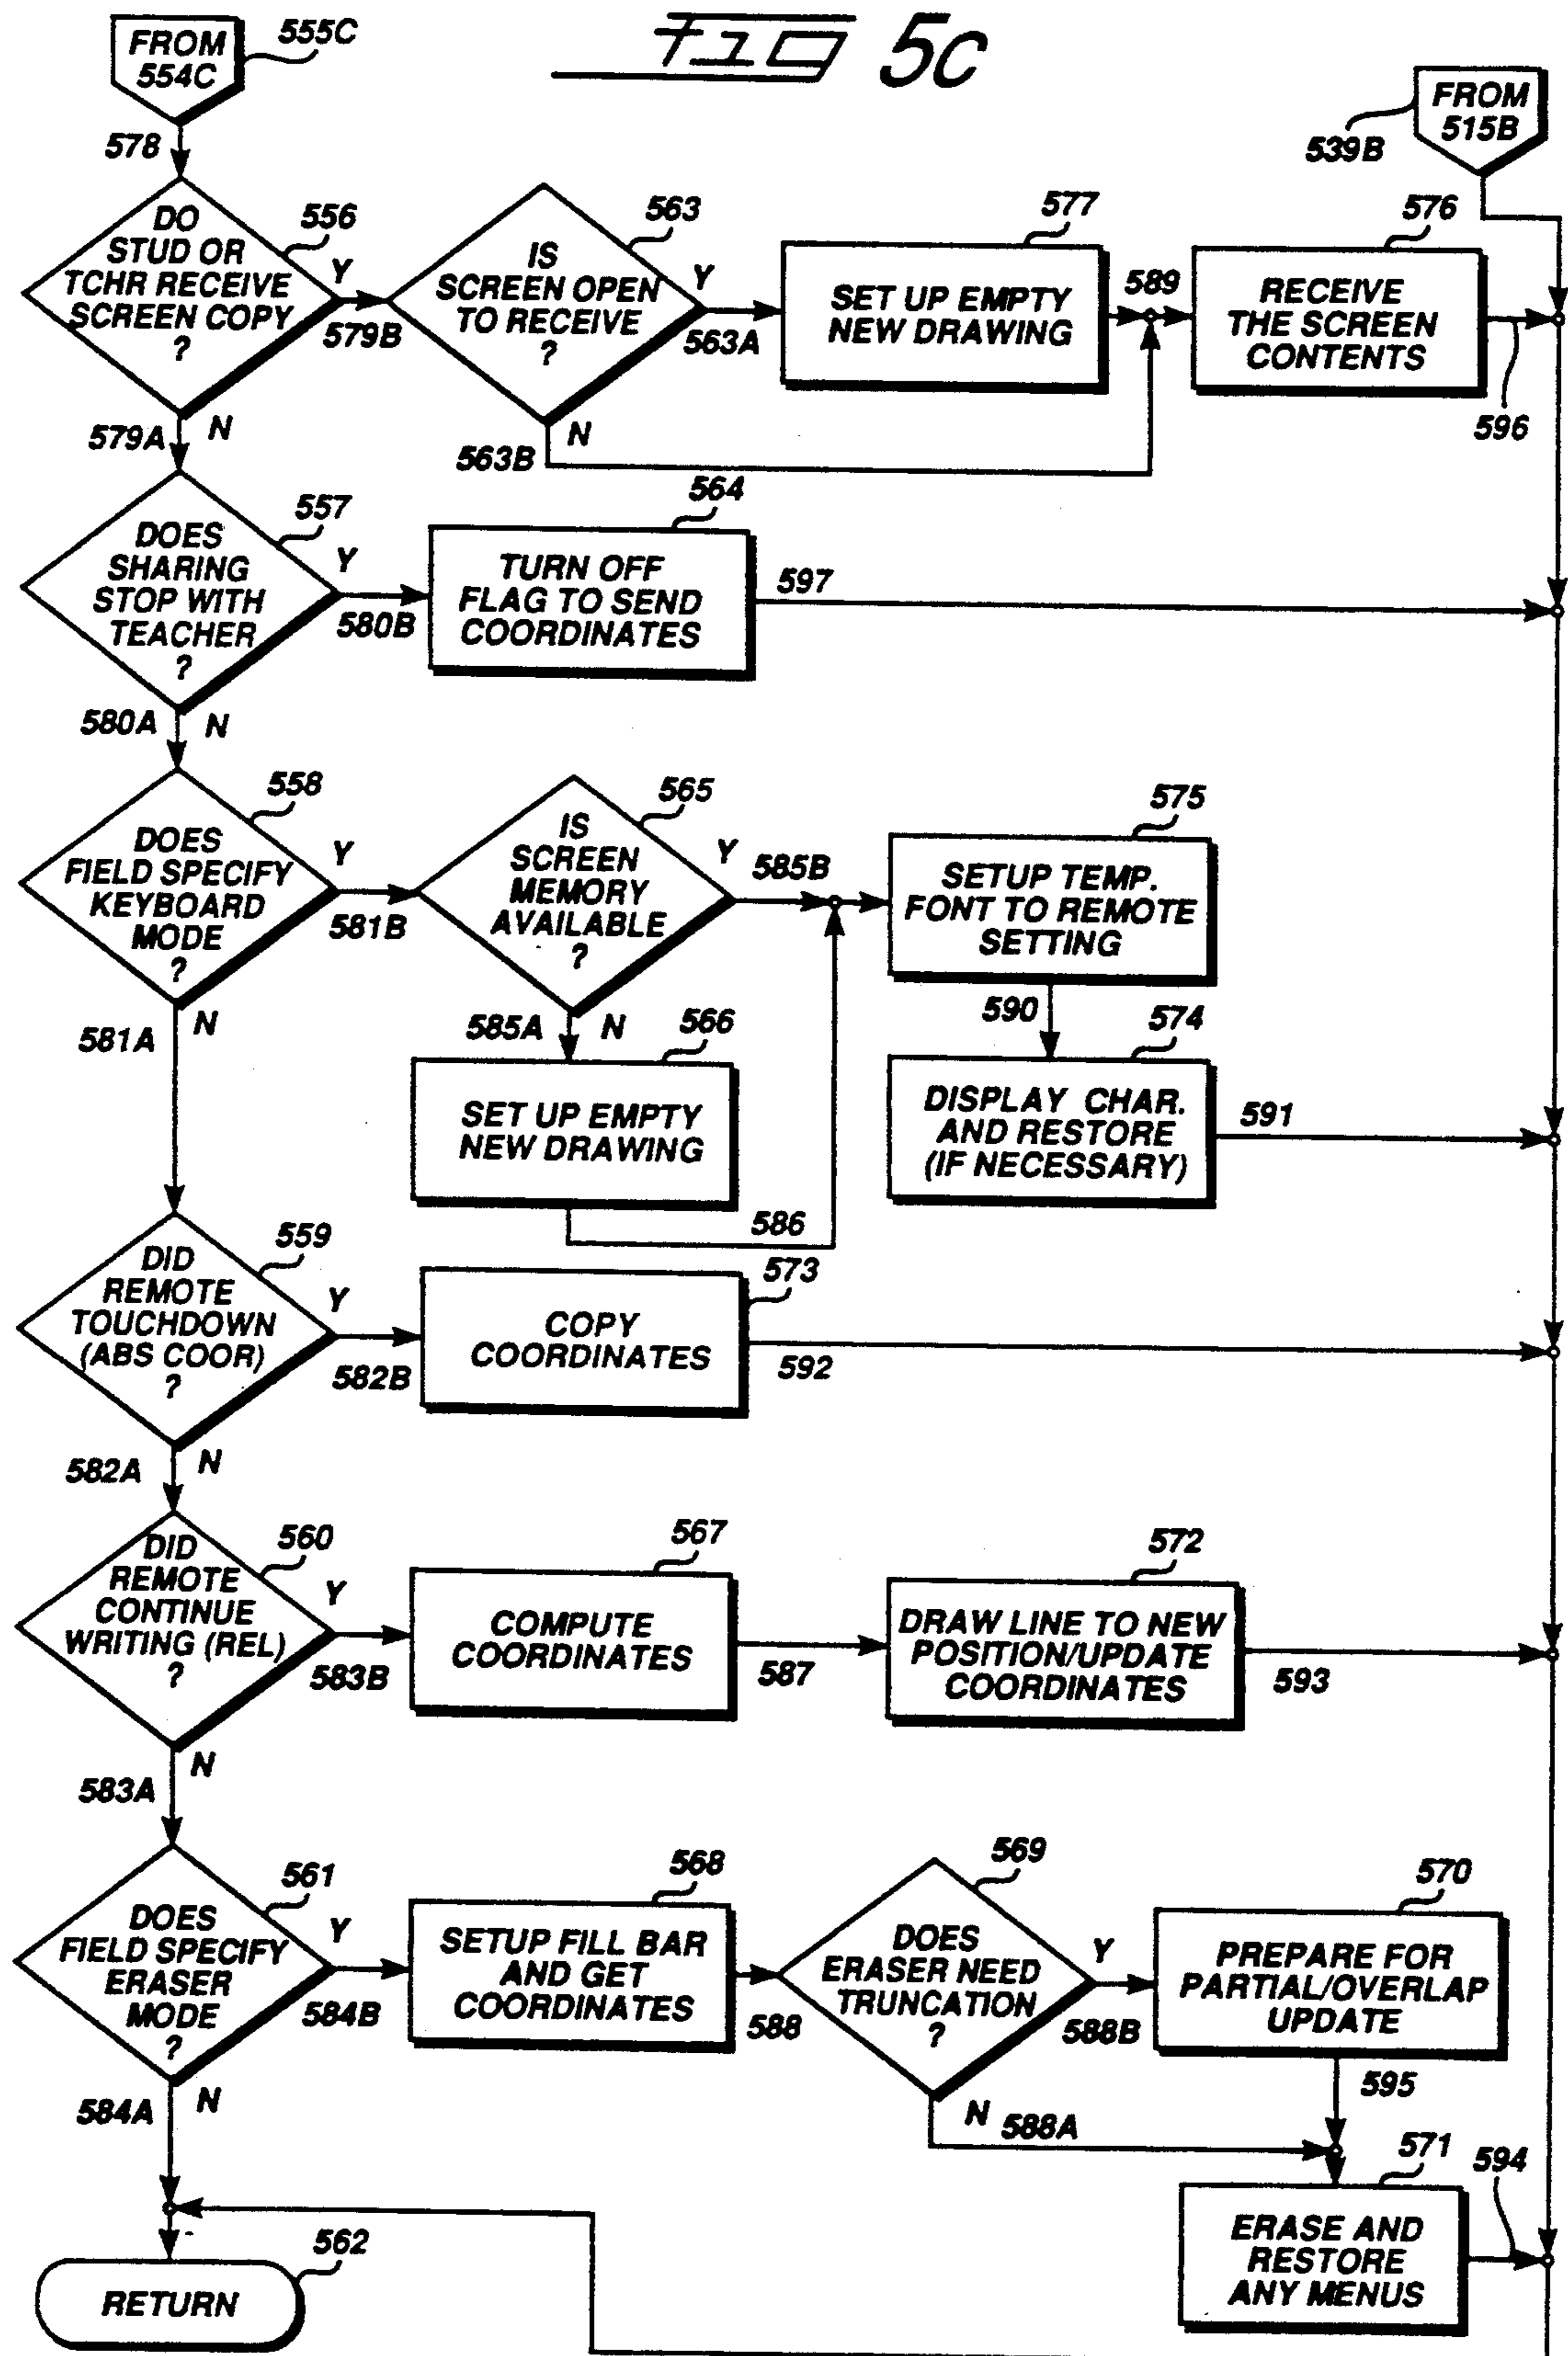 FIG 5C
FROM
554C
555C
FROM
515B
539B
578
DO
STUD OR
TCHR RECEIVE
SCREEN COPY
?
556
Y
579B
IS
SCREEN OPEN
TO RECEIVE
?
563
Y
563A
SET UP EMPTY
NEW DRAWING
577
589
RECEIVE
THE SCREEN
CONTENTS
576
596
579A
N
563B
N
DOES
SHARING
STOP WITH
TEACHER
?
557
Y
580B
TURN OFF
FLAG TO SEND
COORDINATES
564
597
580A
N
DOES
FIELD SPECIFY
KEYBOARD
MODE
?
558
Y
581B
IS
SCREEN
MEMORY
AVAILABLE
?
565
Y
585B
SETUP TEMP.
FONT TO REMOTE
SETTING
575
581A
N
585A
N
SET UP EMPTY
NEW DRAWING
566
586
590
DISPLAY CHAR.
AND RESTORE
(IF NECESSARY)
574
591
DID
REMOTE
TOUCHDOWN
(ABS COOR)
?
559
Y
582B
COPY
COORDINATES
573
592
582A
N
DID
REMOTE
CONTINUE
WRITING (REL)
?
560
Y
583B
COMPUTE
COORDINATES
567
587
DRAW LINE TO NEW
POSITION/UPDATE
COORDINATES
572
593
583A
N
DOES
FIELD SPECIFY
ERASER
MODE
?
561
Y
584B
SETUP FILL BAR
AND GET
COORDINATES
568
588
DOES
ERASER NEED
TRUNCATION
?
569
Y
588B
PREPARE FOR
PARTIAL/OVERLAP
UPDATE
570
595
584A
N
N
588A
ERASE AND
RESTORE
ANY MENUS
571
594
RETURN
562